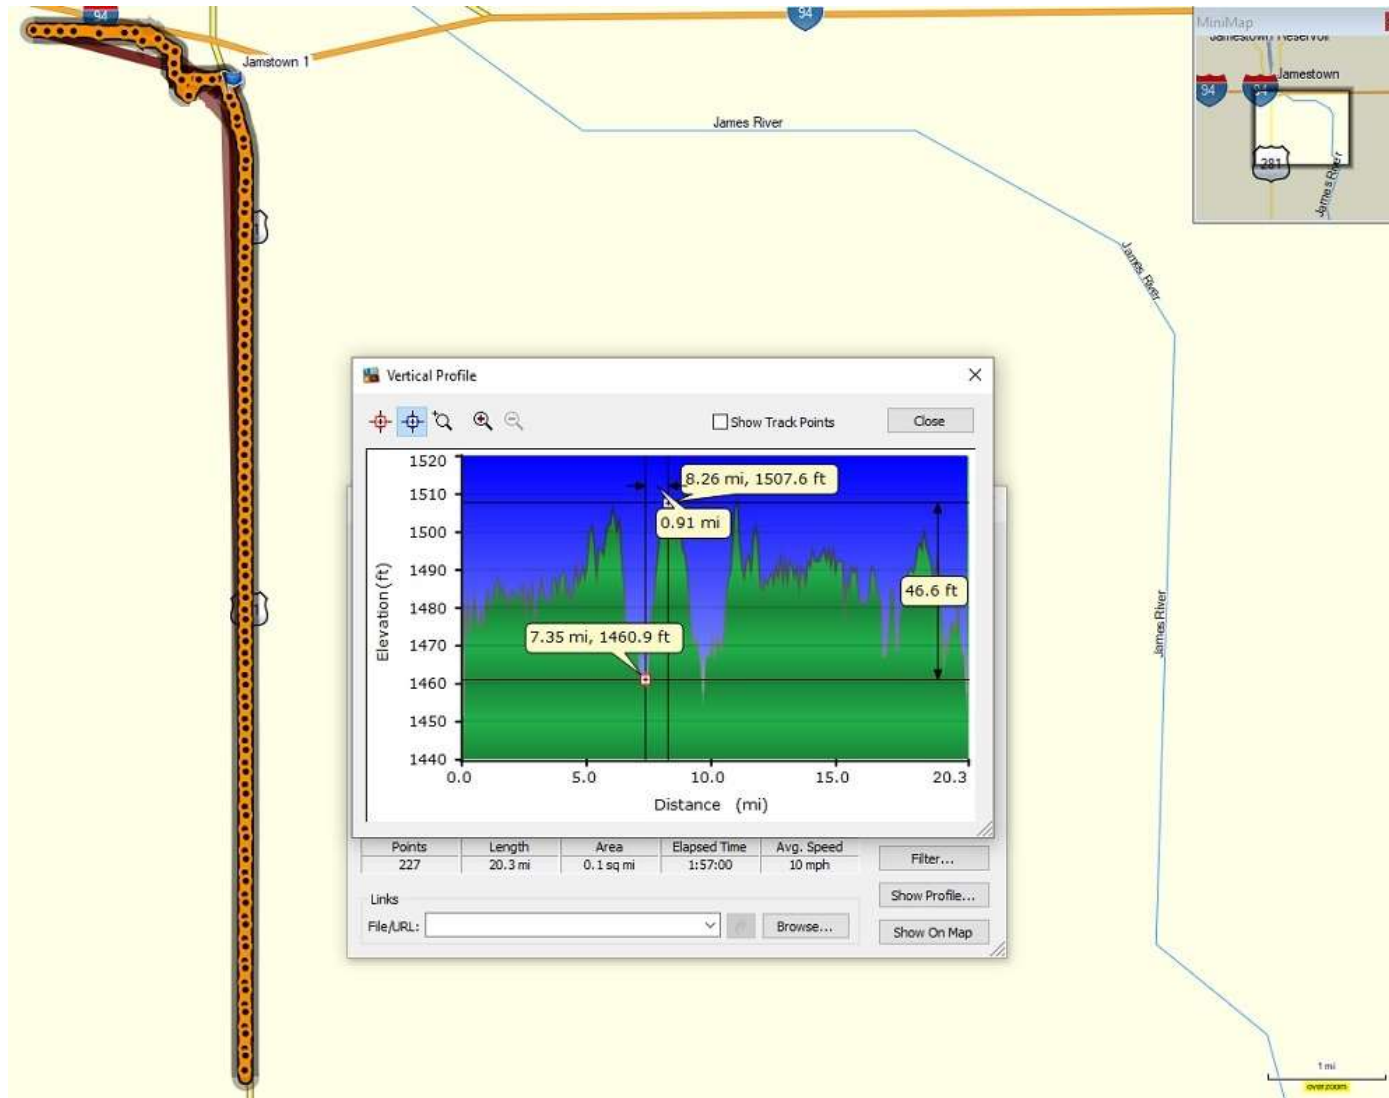 94
94
Jamstown 1
James River
James River
James River
MiniMap
Jamestown Reservoir
Jamestown
94
94
281
James River
Vertical Profile
Show Track Points
Close
1520
1510
1500
1490
1480
1470
1460
1450
1440
Elevation (ft)
8.26 mi, 1507.6 ft
0.91 mi
46.6 ft
7.35 mi, 1460.9 ft
0.0 5.0 10.0 15.0 20.3
Distance (mi)
Points Length Area Elapsed Time Avg. Speed
227 20.3 mi 0.1 sq mi 1:57:00 10 mph
Filter...
Show Profile...
Links
File/URL:
Browse...
Show On Map
1 mi
overzoom